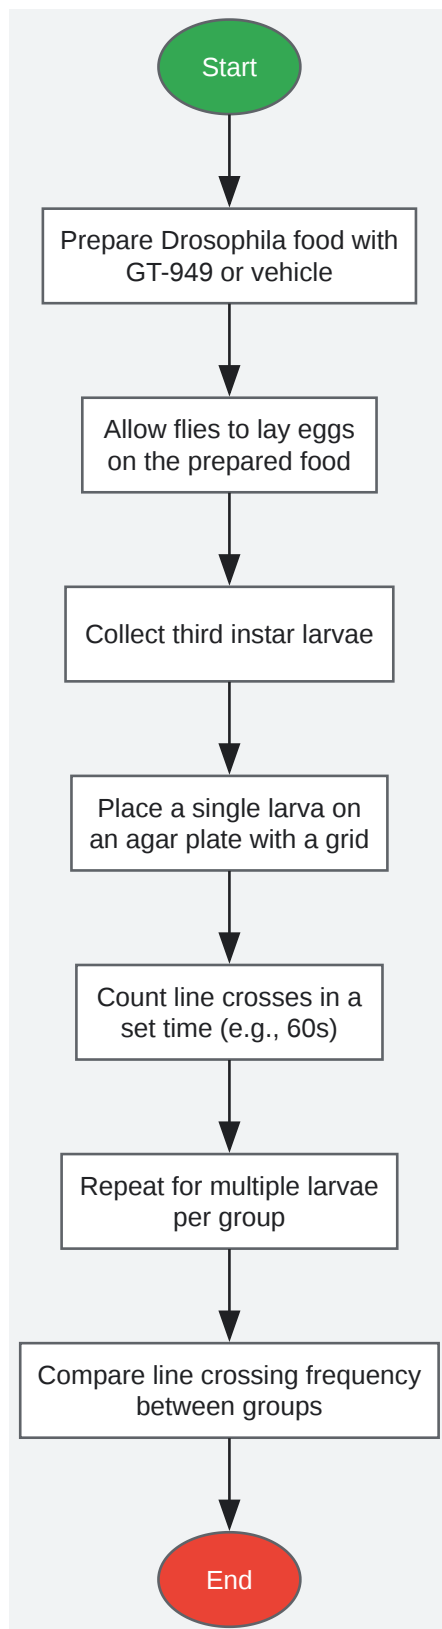 Start
Prepare Drosophila food with
GT-949 or vehicle
Allow flies to lay eggs
on the prepared food
Collect third instar larvae
Place a single larva on
an agar plate with a grid
Count line crosses in a
set time (e.g., 60s)
Repeat for multiple larvae
per group
Compare line crossing frequency
between groups
End